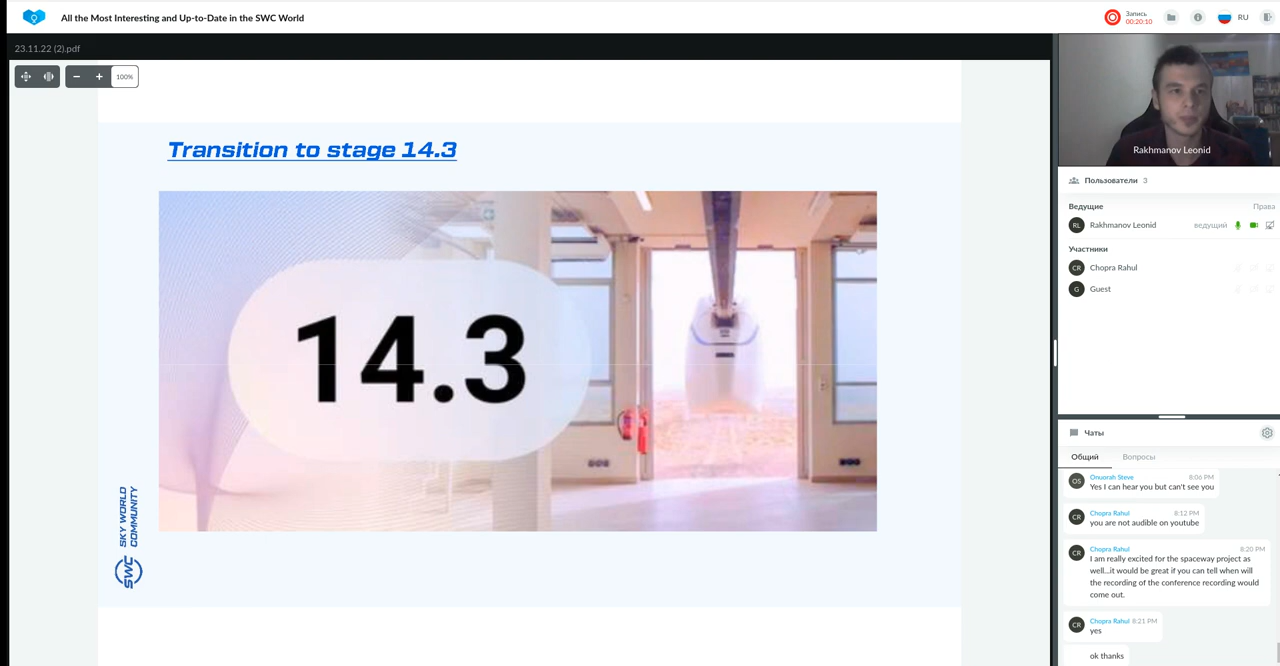 All the Most Interesting and Up-to-Date in the SWC World
Запись
00:20:10
RU
23.11.22 (2).pdf
100%
Transition to stage 14.3
14.3
SKY WORLD
COMMUNITY
SWC
Rakhmanov Leonid
Пользователи 3
Ведущие Права
RL Rakhmanov Leonid ведущий
Участники
CR Chopra Rahul
G Guest
Чаты
Общий Вопросы
OS Onuorah Steve 8:06 PM
Yes I can hear you but can't see you
CR Chopra Rahul 8:12 PM
you are not audible on youtube
CR Chopra Rahul 8:20 PM
I am really excited for the spaceway project as
well...it would be great if you can tell when will
the recording of the conference recording would
come out.
CR Chopra Rahul 8:21 PM
yes
ok thanks